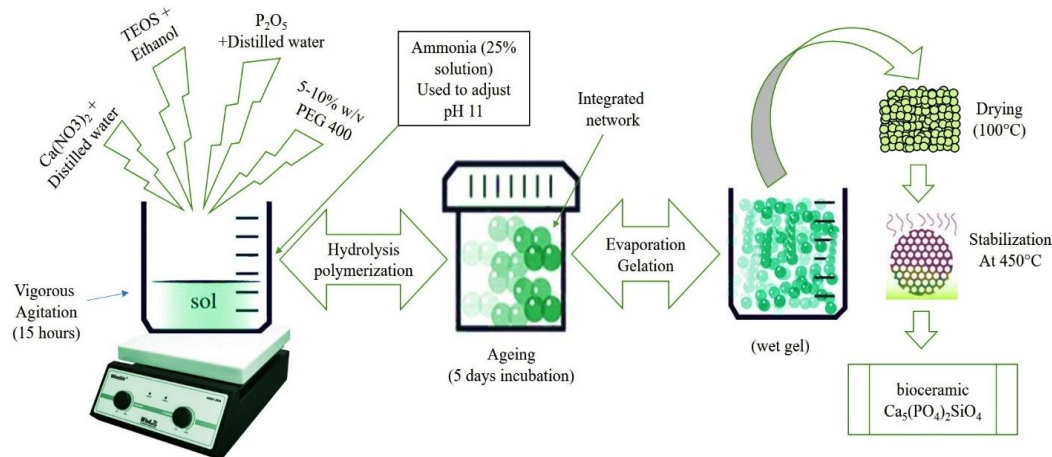 Ca(NO3)₂ +
Distilled water
TEOS +
Ethanol
P₂O₅
+Distilled water
5-10% w/v
PEG 400
Ammonia (25%
solution)
Used to adjust
pH 11
Integrated
network
Drying
(100°C)
Vigorous
Agitation
(15 hours)
sol
Hydrolysis
polymerization
Evaporation
Gelation
Stabilization
At 450°C
Ageing
(5 days incubation)
(wet gel)
bioceramic
Ca₅(PO₄)₂SiO₄